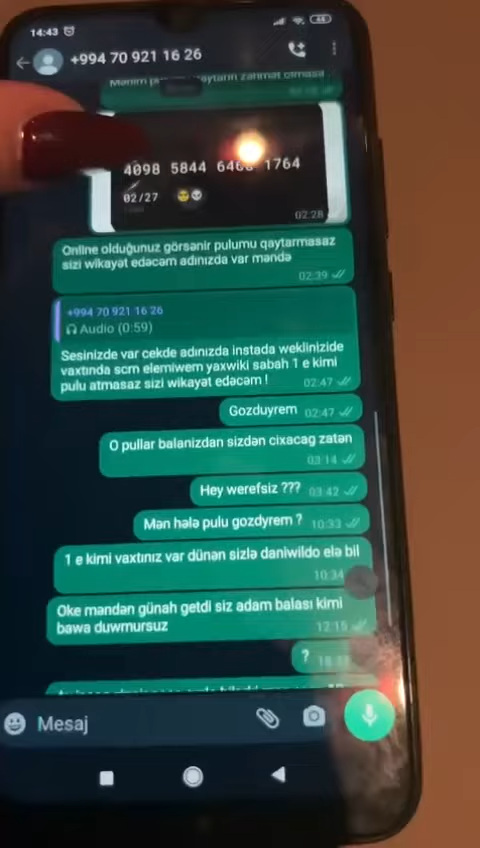 14:43
+994 70 921 16 26
zəhmət olmasa
4098 5844 1764
02/27
02:28
Online olduğunuz görsənir pulumu qaytarmasaz
sizi wikayət edəcəm adınızda var məndə
02:39
+994 70 921 16 26
Audio (0:59)
Sesinizde var cekde adınızda instada weklinizide
vaxtında scrn elemiwem yaxwiki sabah 1 e kimi
pulu atmasaz sizi wikayət edəcəm !
02:47
Gozduyrem 02:47
O pullar balanizdan sizdən cixacag zatən
03:14
Hey werefsiz ??? 03:42
Mən hələ pulu gozdyrem ? 10:33
1 e kimi vaxtınız var dünən sizlə daniwildo elə bil
10:34
Oke məndən günah getdi siz adam balası kimi
bawa duwmursuz
12:15
?
Mesaj